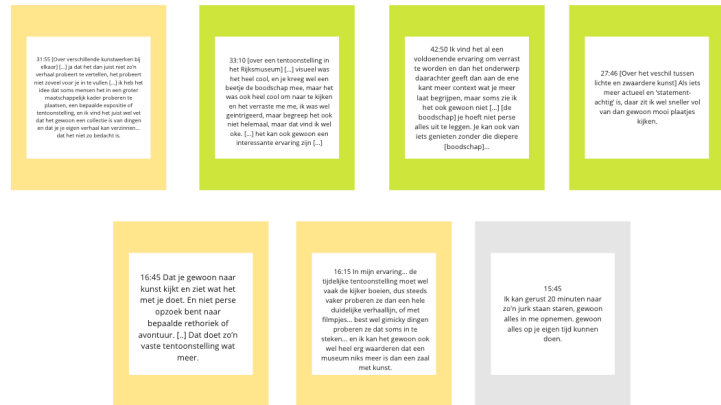 31:55 [Over verschillende kunstwerken bij
elkaar] [...] ja dat het dan juist niet zo'n
verhaal probeert te vertellen, het probeert
niet zoveel voor je in te vullen [...] ik heb het
idee dat soms mensen het in een groter
maatschappelijk kader proberen te
plaatsen, een bepaalde expositie of
tentoonstelling, en ik vind het juist wel vet
dat het gewoon een collectie is van dingen
en dat je je eigen verhaal kan verzinnen...
dat het niet zo bedacht is.
33:10 [over een tentoonstelling in
het Rijksmuseum] [...] visueel was
het heel cool, en je kreeg wel een
beetje de boodschap mee, maar het
was ook heel cool om naar te kijken
en het verraste me me, ik was wel
geintrigeerd, maar begreep het ook
niet helemaal, maar dat vind ik wel
oke. [...] het kan ook gewoon een
interessante ervaring zijn [...]
42:50 Ik vind het al een
voldoenende ervaring om verrast
te worden en dan het onderwerp
daarachter geeft dan aan de ene
kant meer context wat je meer
laat begrijpen, maar soms zie ik
het ook gewoon niet [...] [de
boodschap] je hoeft niet perse
alles uit te leggen. Je kan ook van
iets genieten zonder die diepere
[boodschap]...
27:46 [Over het veschil tussen
lichte en zwaardere kunst] Als iets
meer actueel en 'statement-
achtig' is, daar zit ik wel sneller vol
van dan gewoon mooi plaatjes
kijken.
16:45 Dat je gewoon naar
kunst kijkt en ziet wat het
met je doet. En niet perse
opzoek bent naar
bepaalde rethoriek of
avontuur. [..] Dat doet zo'n
vaste tentoonstelling wat
meer.
16:15 In mijn ervaring... de
tijdelijke tentoonstelling moet wel
vaak de kijker boeien, dus steeds
vaker proberen ze dan een hele
duidelijke verhaallijn, of met
filmpjes... best wel gimicky dingen
proberen ze dat soms in te
steken... en ik kan het gewoon ook
wel heel erg waarderen dat een
museum niks meer is dan een zaal
met kunst.
15:45
Ik kan gerust 20 minuten naar
zo'n jurk staan staren, gewoon
alles in me opnemen. gewoon
alles op je eigen tijd kunnen
doen.